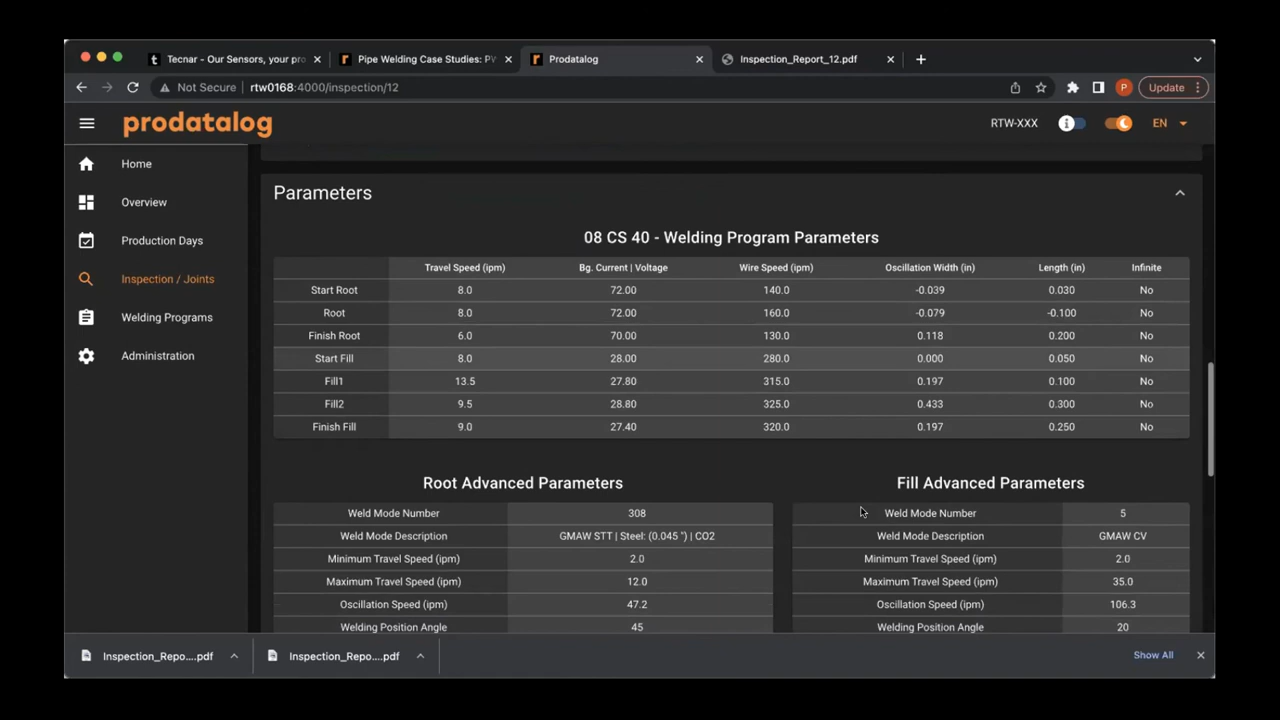 Tecnar - Our Sensors, your pro
Pipe Welding Case Studies: PV
Prodatalog
Inspection_Report_12.pdf
Not Secure rtw0168:4000/inspection/12
P
Update
prodatalog
RTW-XXX
EN
Home
Overview
Production Days
Inspection / Joints
Welding Programs
Administration
Parameters
08 CS 40 - Welding Program Parameters
Travel Speed (ipm) Bg. Current | Voltage Wire Speed (ipm) Oscillation Width (in) Length (in) Infinite
Start Root 8.0 72.00 140.0 -0.039 0.030 No
Root 8.0 72.00 160.0 -0.079 -0.100 No
Finish Root 6.0 70.00 130.0 0.118 0.200 No
Start Fill 8.0 28.00 280.0 0.000 0.050 No
Fill1 13.5 27.80 315.0 0.197 0.100 No
Fill2 9.5 28.80 325.0 0.433 0.300 No
Finish Fill 9.0 27.40 320.0 0.197 0.250 No
Root Advanced Parameters
Weld Mode Number 308
Weld Mode Description GMAW STT | Steel: (0.045 ") | CO2
Minimum Travel Speed (ipm) 2.0
Maximum Travel Speed (ipm) 12.0
Oscillation Speed (ipm) 47.2
Welding Position Angle 45
Fill Advanced Parameters
Weld Mode Number 5
Weld Mode Description GMAW CV
Minimum Travel Speed (ipm) 2.0
Maximum Travel Speed (ipm) 35.0
Oscillation Speed (ipm) 106.3
Welding Position Angle 20
Inspection_Repo....pdf
Inspection_Repo....pdf
Show All